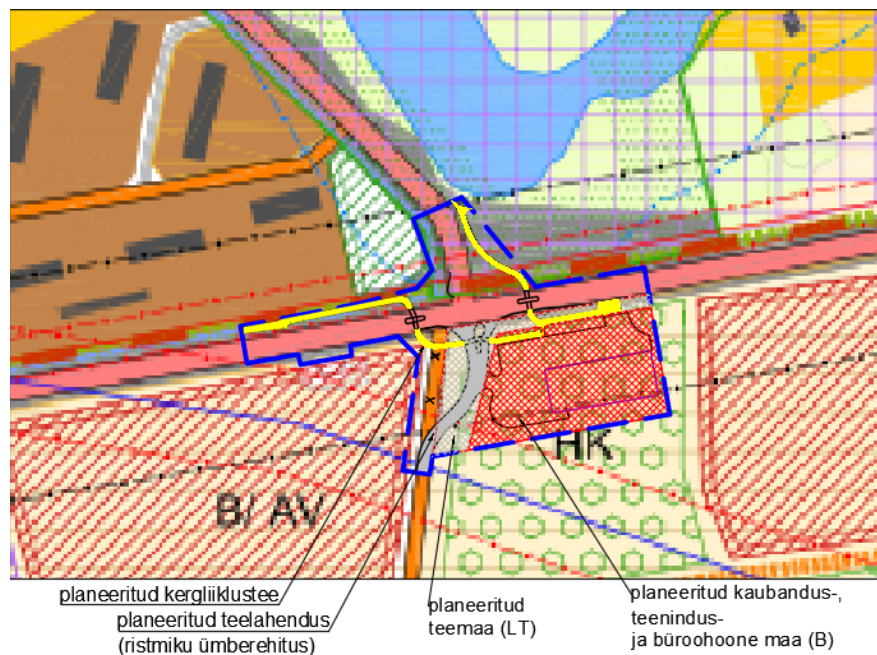 HK
B/ AV
planeeritud kergliiklustee
planeeritud teelahendus
(ristmiku ümberehitus)
planeeritud
teemaa (LT)
planeeritud kaubandus-,
teenindus-
ja büroohoone maa (B)